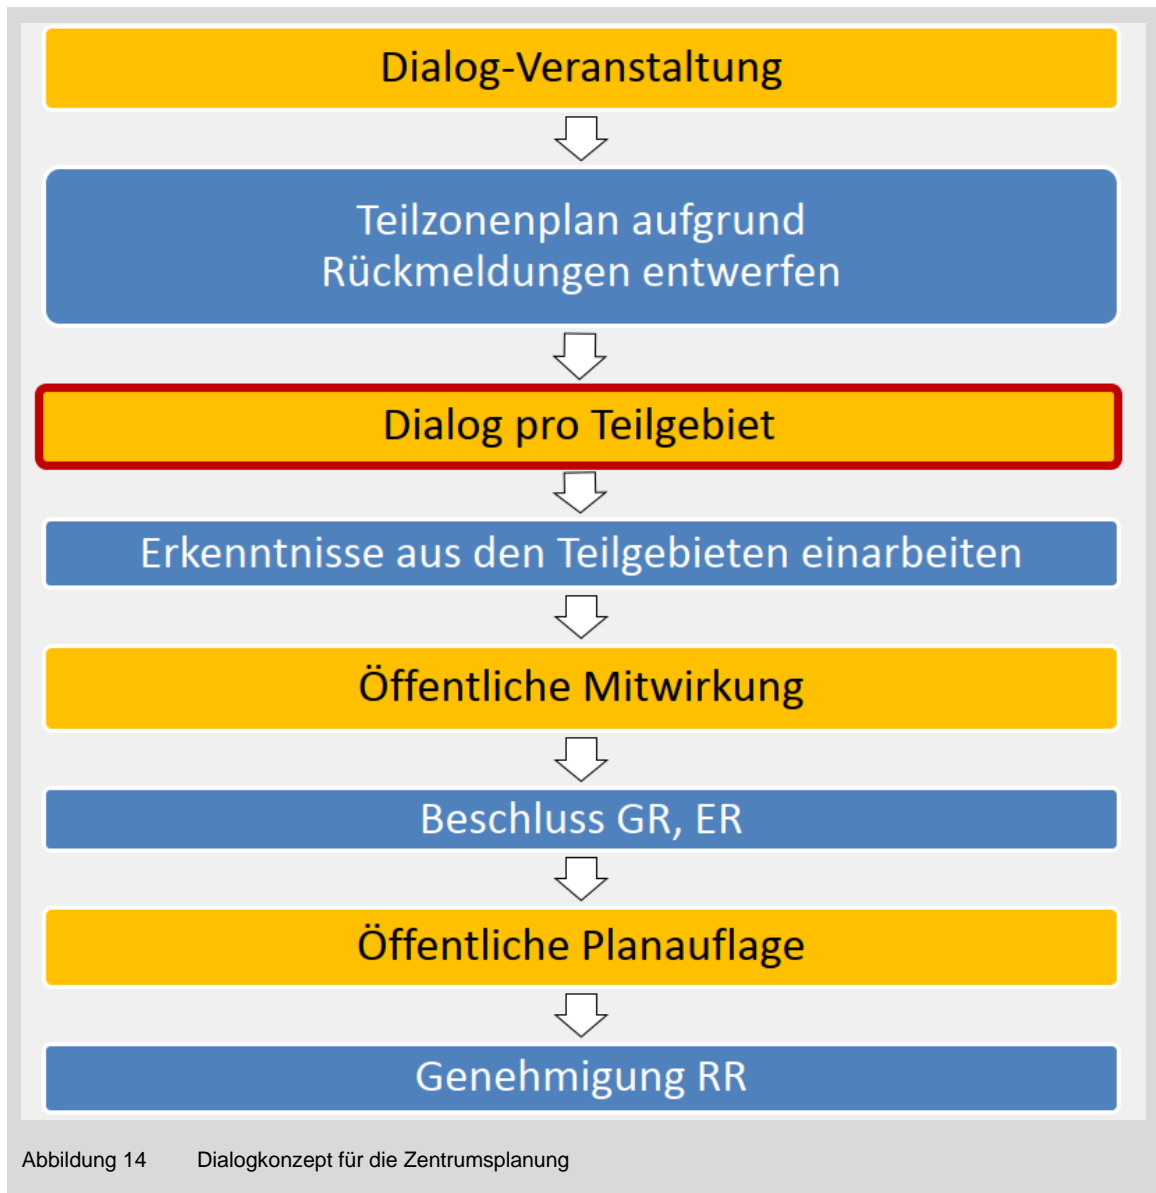 Dialog-Veranstaltung
Teilzonenplan aufgrund
Rückmeldungen entwerfen
Dialog pro Teilgebiet
Erkenntnisse aus den Teilgebieten einarbeiten
Öffentliche Mitwirkung
Beschluss GR, ER
Öffentliche Planauflage
Genehmigung RR
Abbildung 14 Dialogkonzept für die Zentrumsplanung